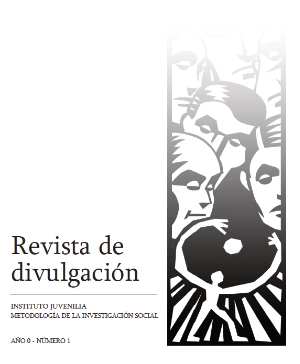 Revista de
divulgación
INSTITUTO JUVENILIA
METODOLOGÍA DE LA INVESTIGACIÓN SOCIAL
AÑO 0 - NÚMERO 1